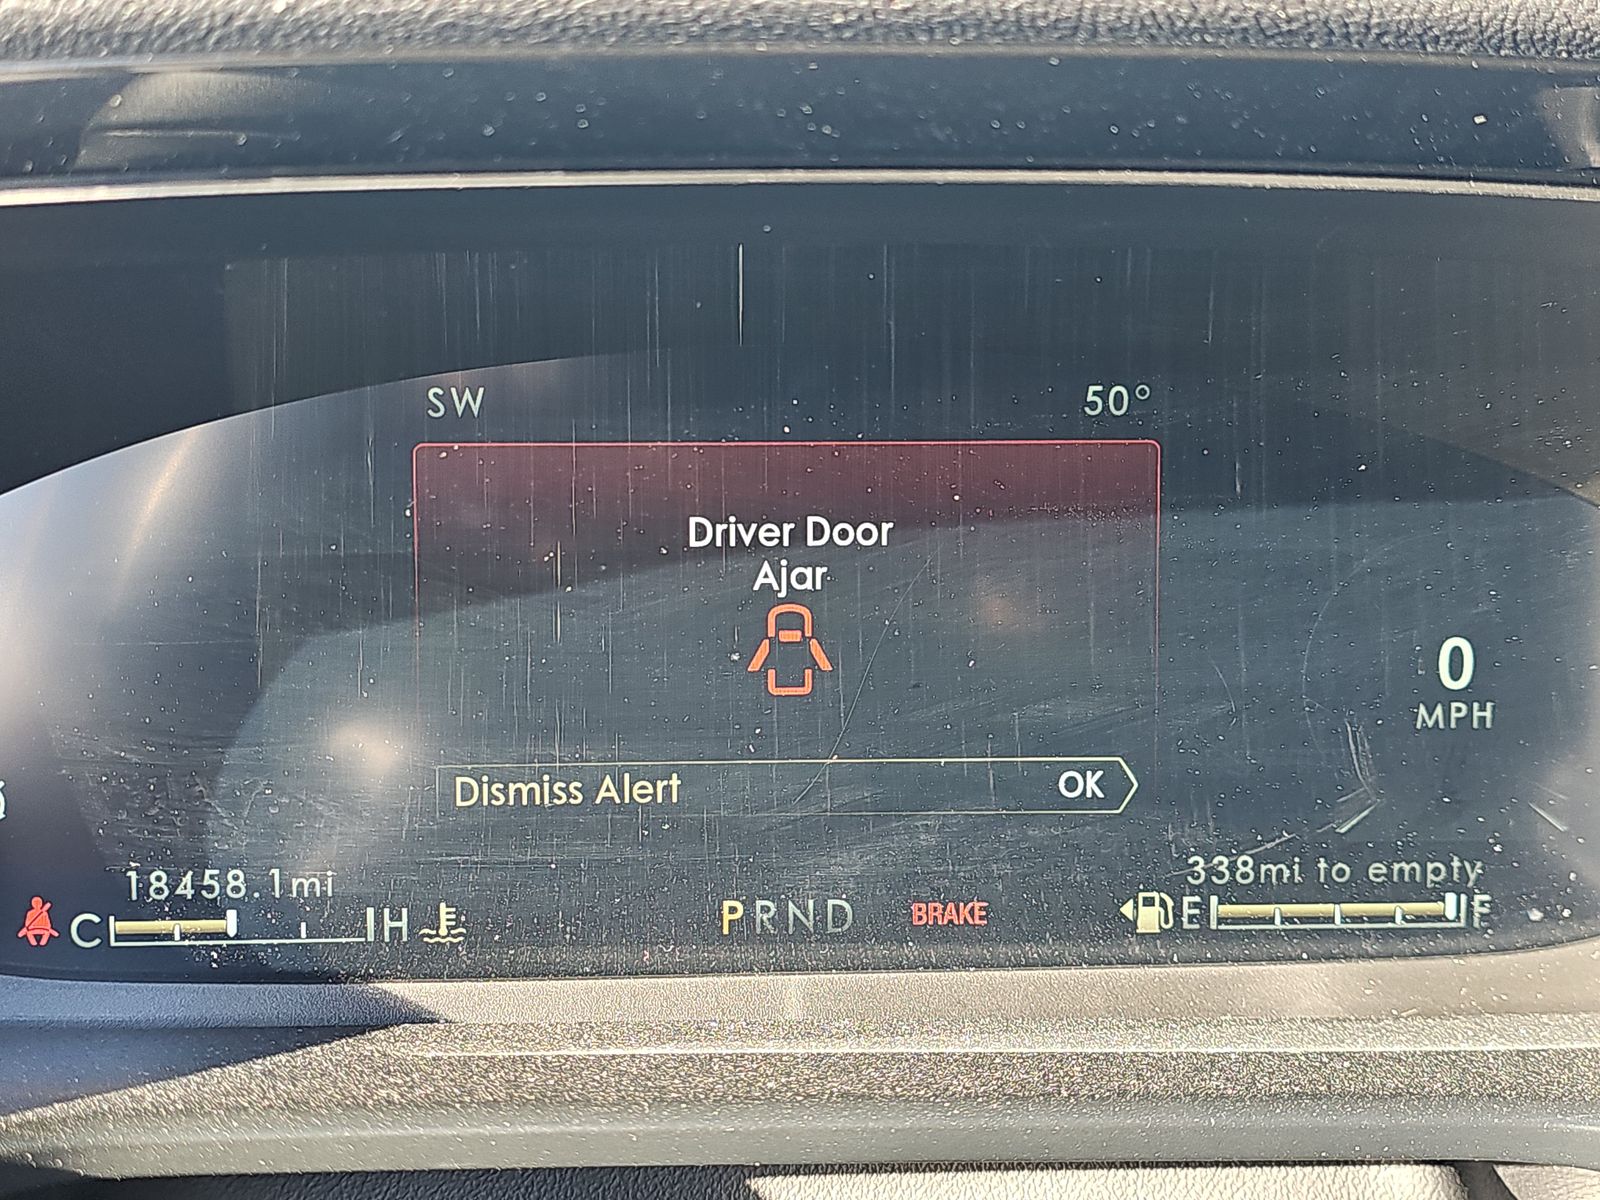 SW 50°
Driver Door
Ajar
0
MPH
Dismiss Alert OK
18458.1mi
338mi to empty
C H
PRND
BRAKE
E F